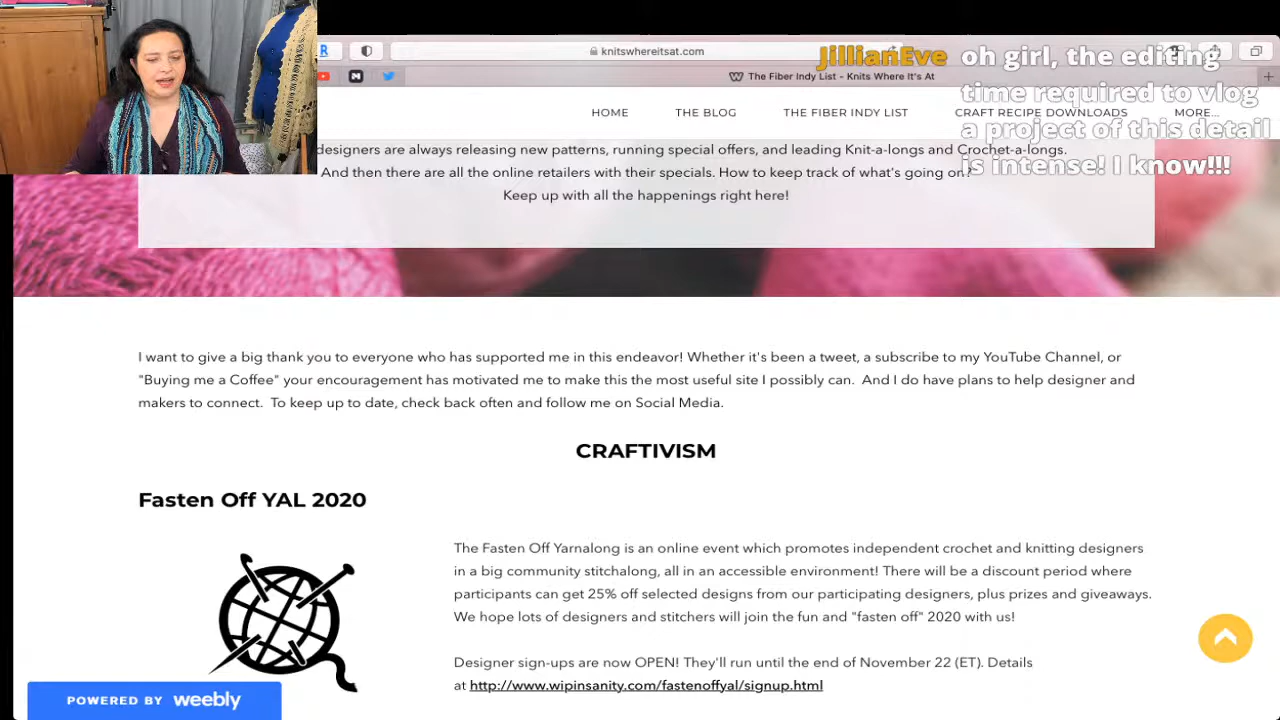 knitswhereitsat.com
The Fiber Indy List - Knits Where It's At
JillianEve oh girl, the editing
time required to vlog
a project of this detail
is intense! I know!!!
HOME THE BLOG THE FIBER INDY LIST CRAFT RECIPE DOWNLOADS MORE...
designers are always releasing new patterns, running special offers, and leading Knit-a-longs and Crochet-a-longs.
And then there are all the online retailers with their specials. How to keep track of what's going on?
Keep up with all the happenings right here!
I want to give a big thank you to everyone who has supported me in this endeavor! Whether it's been a tweet, a subscribe to my YouTube Channel, or
"Buying me a Coffee" your encouragement has motivated me to make this the most useful site I possibly can. And I do have plans to help designer and
makers to connect. To keep up to date, check back often and follow me on Social Media.
CRAFTIVISM
Fasten Off YAL 2020
The Fasten Off Yarnalong is an online event which promotes independent crochet and knitting designers
in a big community stitchalong, all in an accessible environment! There will be a discount period where
participants can get 25% off selected designs from our participating designers, plus prizes and giveaways.
We hope lots of designers and stitchers will join the fun and "fasten off" 2020 with us!
Designer sign-ups are now OPEN! They'll run until the end of November 22 (ET). Details
at http://www.wipinsanity.com/fastenoffyal/signup.html
POWERED BY weebly